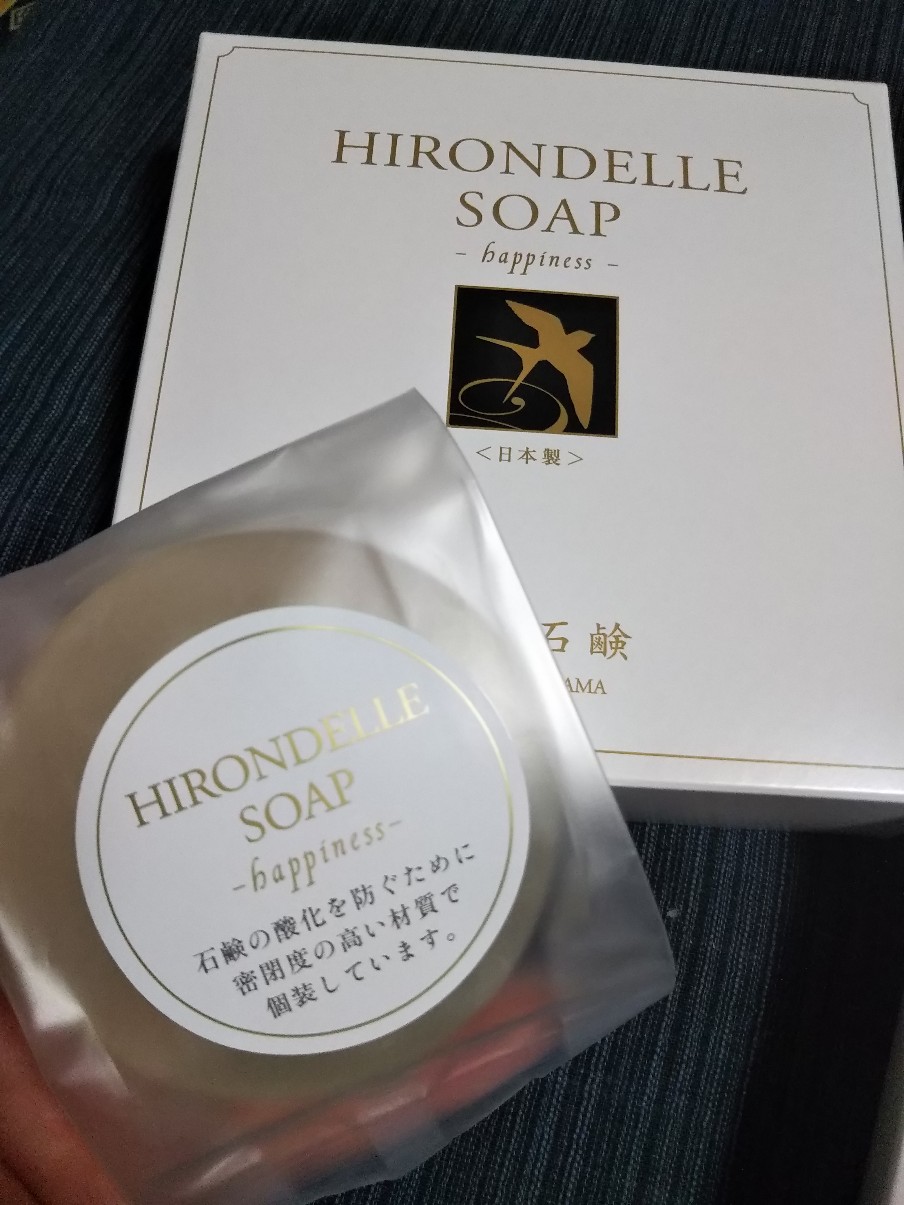 HIRONDELLE
SOAP
- happiness -
<日本製>
石鹸
AMA
HIRONDELLE
SOAP
-happiness-
石鹸の酸化を防ぐために
密閉度の高い材質で
個装しています。